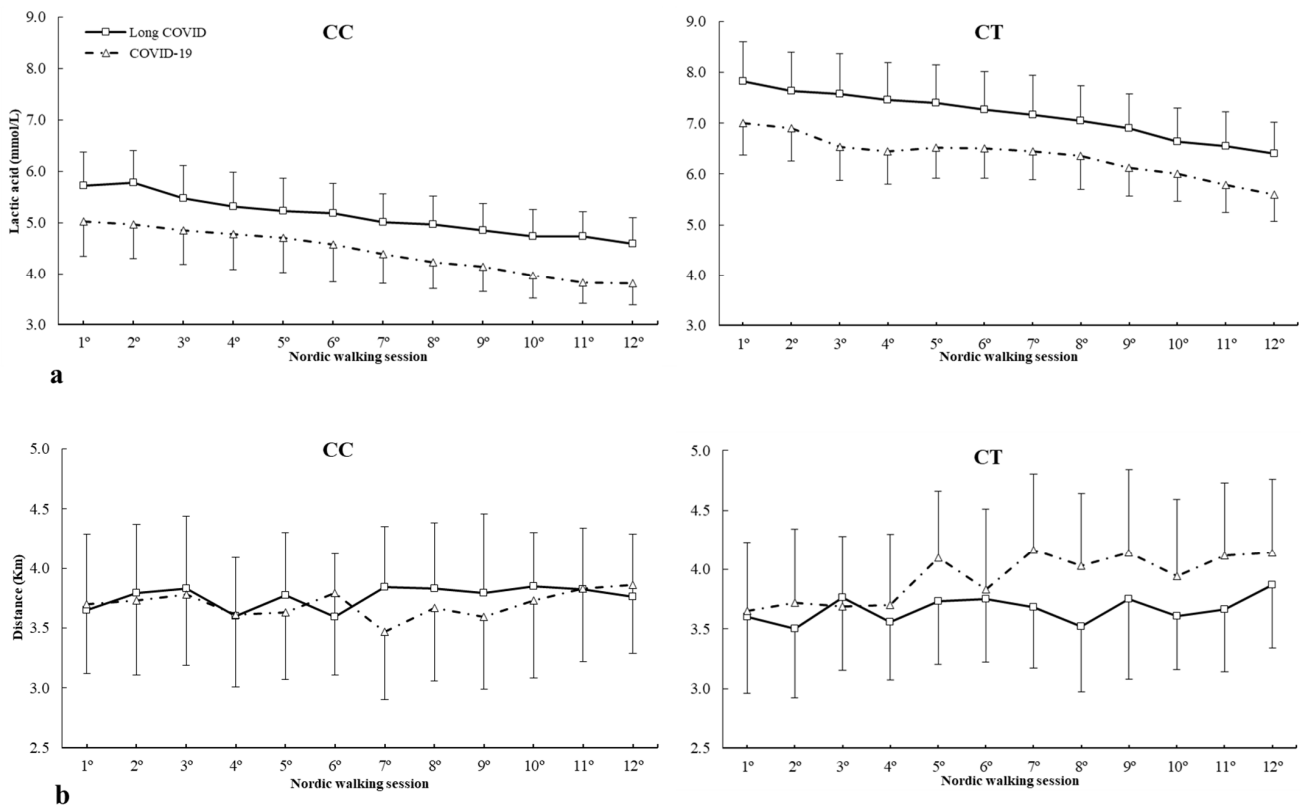 CC
Long COVID
COVID-19
Lactic acid (mmol/L)
9.0
8.0
7.0
6.0
5.0
4.0
3.0
1º 2º 3º 4º 5º 6º 7º 8º 9º 10º 11º 12º
Nordic walking session
CT
9.0
8.0
7.0
6.0
5.0
4.0
3.0
1º 2º 3º 4º 5º 6º 7º 8º 9º 10º 11º 12º
Nordic walking session
a
CC
Distance (Km)
5.0
4.5
4.0
3.5
3.0
2.5
1º 2º 3º 4º 5º 6º 7º 8º 9º 10º 11º 12º
Nordic walking session
CT
5.0
4.5
4.0
3.5
3.0
2.5
1º 2º 3º 4º 5º 6º 7º 8º 9º 10º 11º 12º
Nordic walking session
b